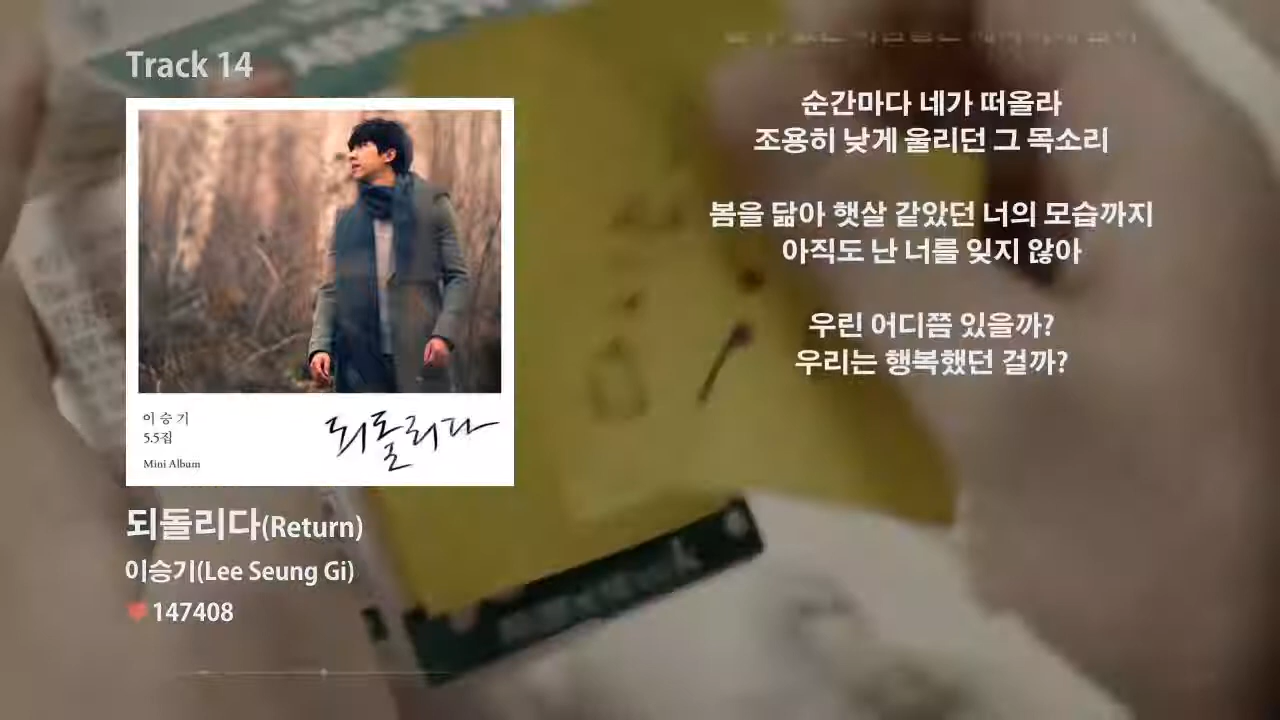 Track 14
이승기
5.5집
Mini Album
되돌리다
되돌리다(Return)
이승기(Lee Seung Gi)
147408
순간마다 네가 떠올라
조용히 낮게 울리던 그 목소리
봄을 닮아 햇살 같았던 너의 모습까지
아직도 난 너를 잊지 않아
우린 어디쯤 있을까?
우리는 행복했던 걸까?